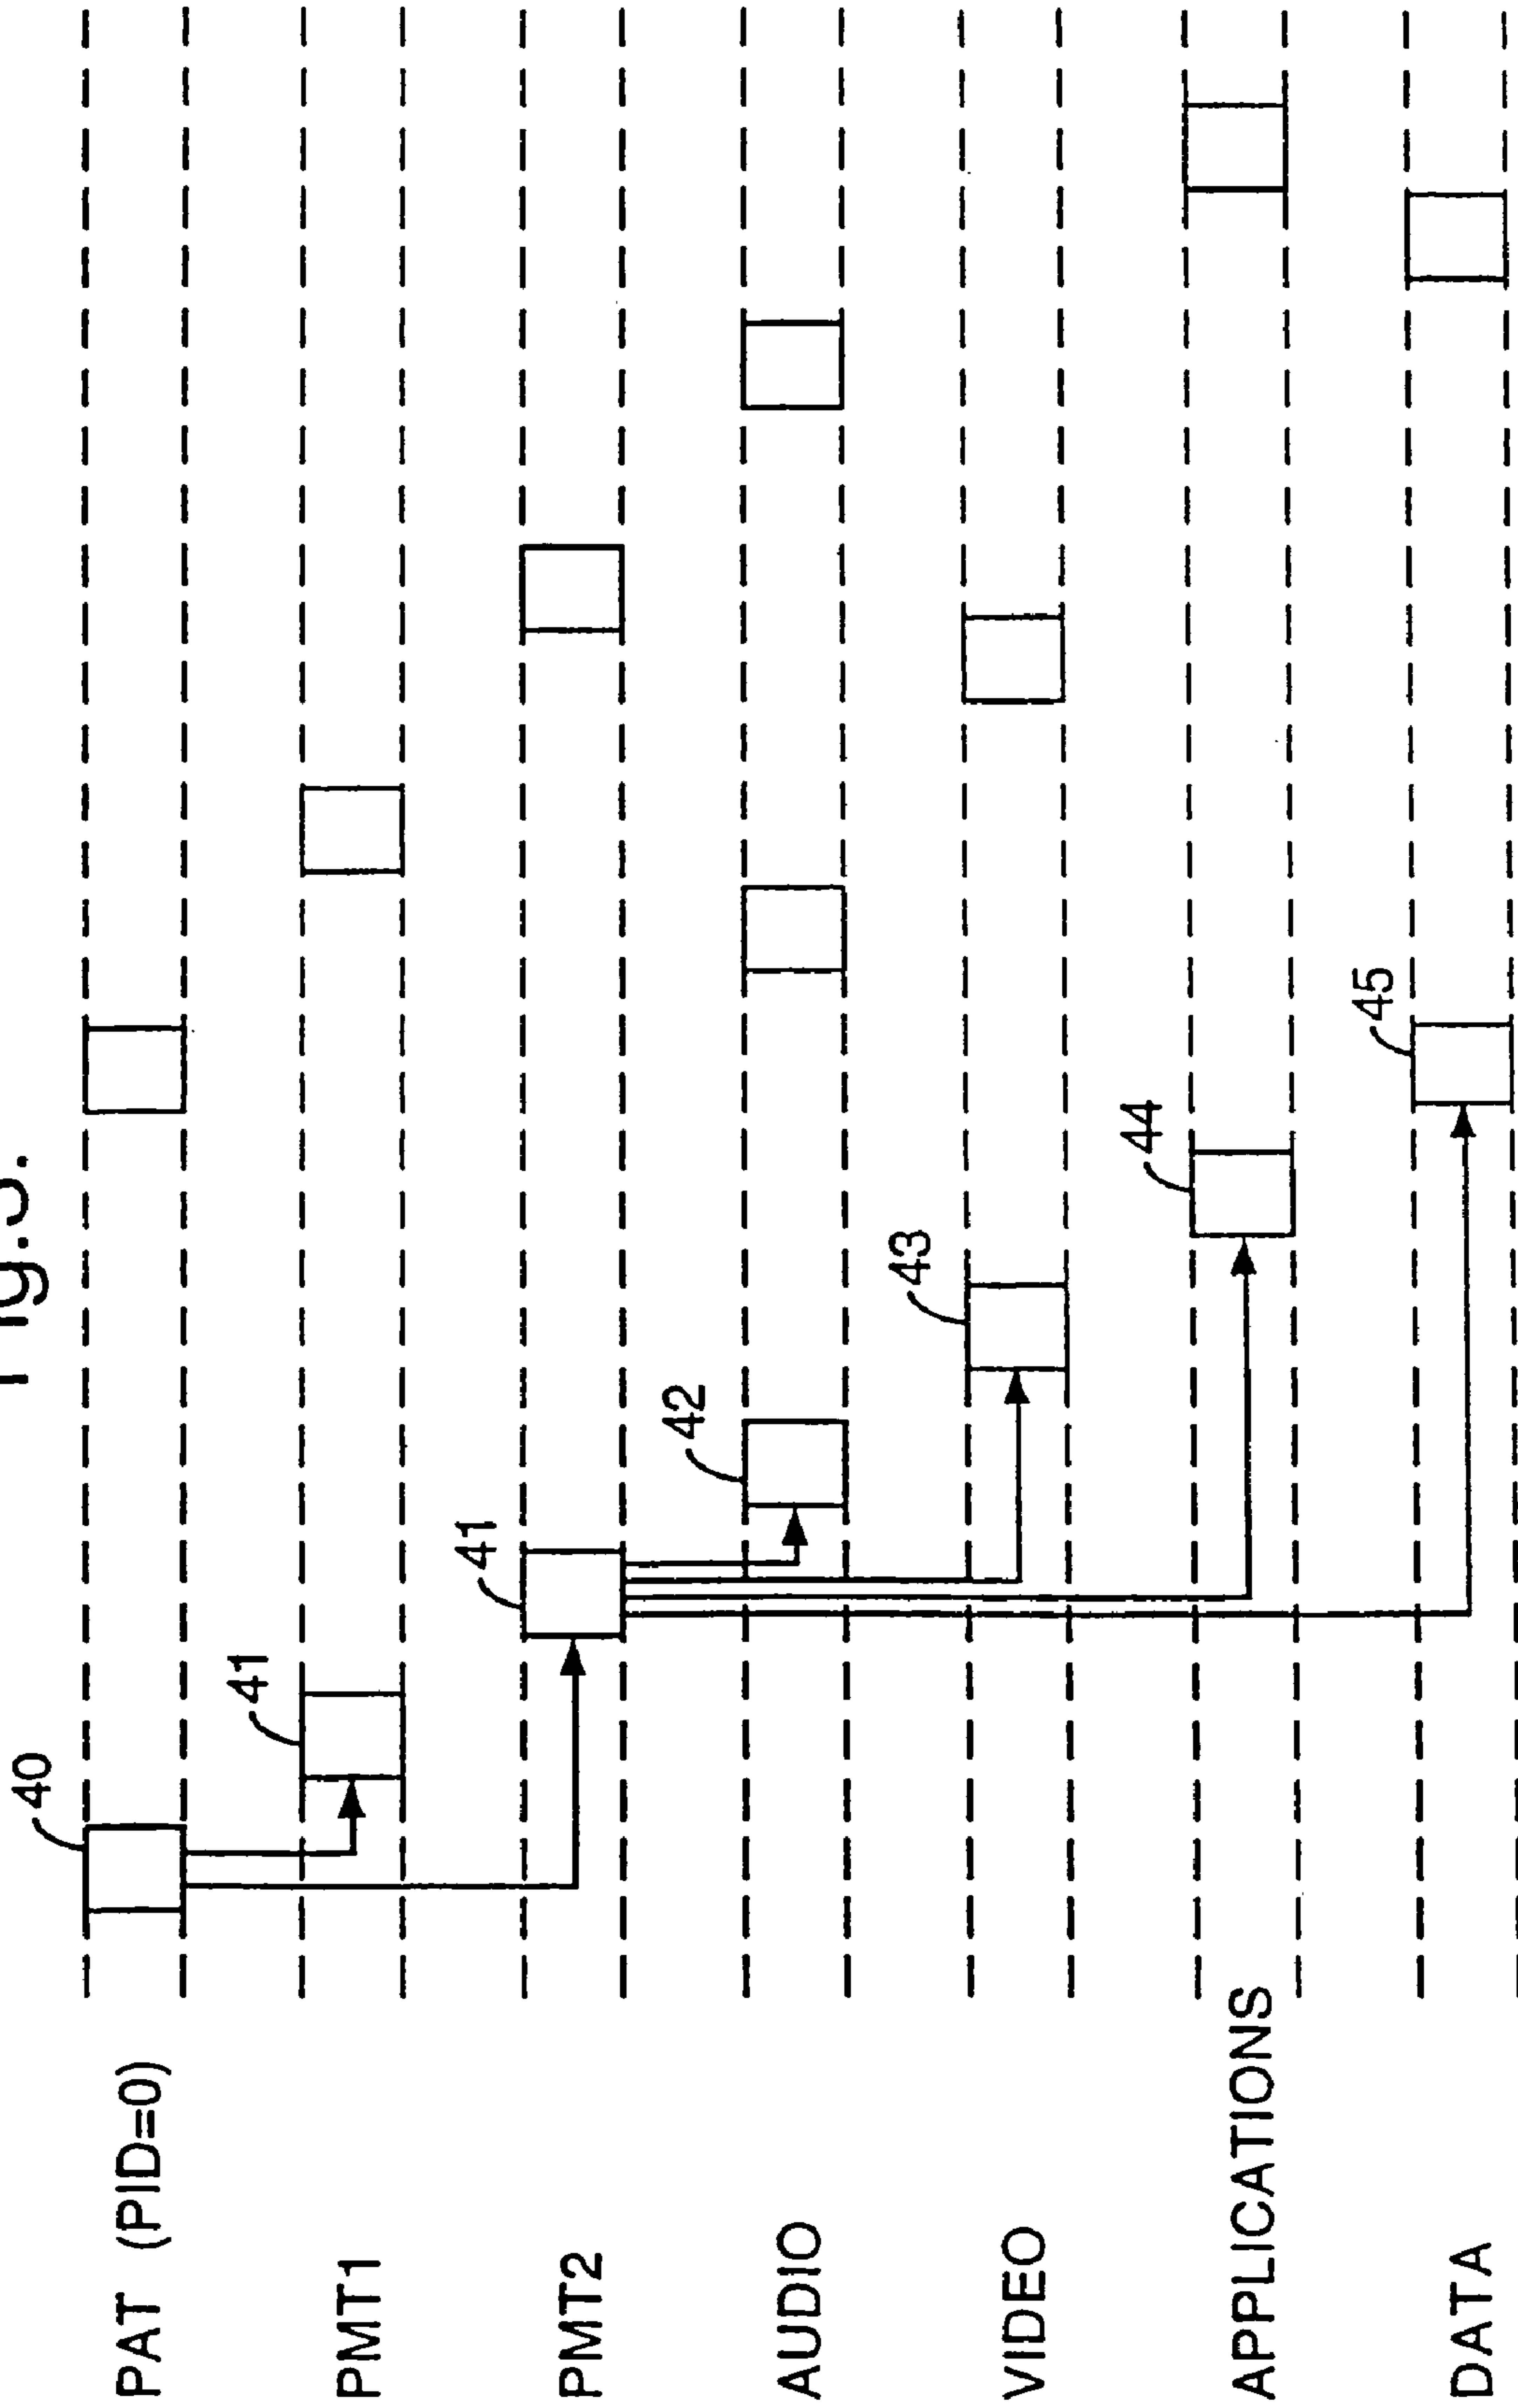 PAT (PID=0)
40
PMT1
41
PMT2
41
AUDIO
42
VIDEO
43
APPLICATIONS
44
DATA
45